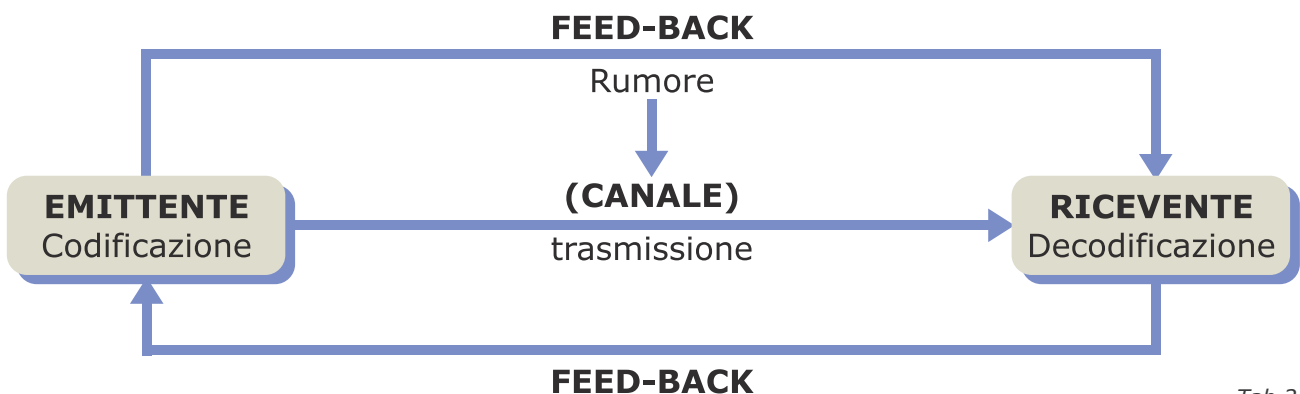 FEED-BACK
Rumore
(CANALE)
EMITTENTE
Codificazione
trasmissione
RICEVENTE
Decodificazione
FEED-BACK